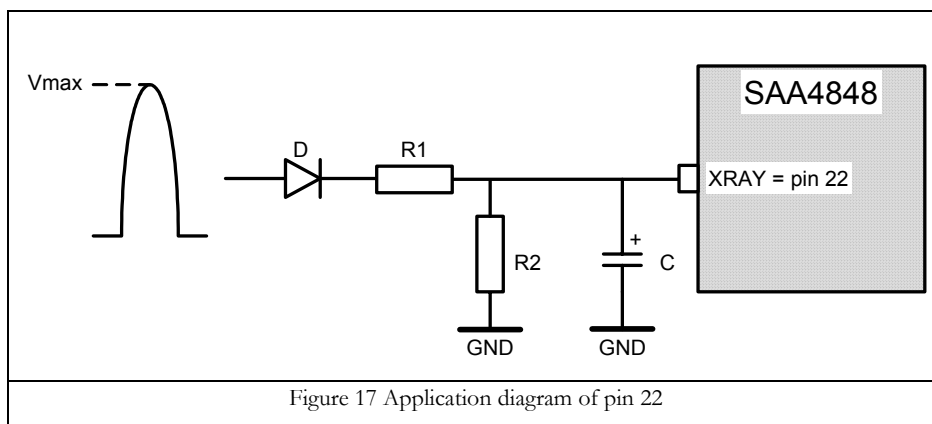 Vmax
D
R1
R2
+
C
GND
GND
SAA4848
XRAY = pin 22
Figure 17 Application diagram of pin 22